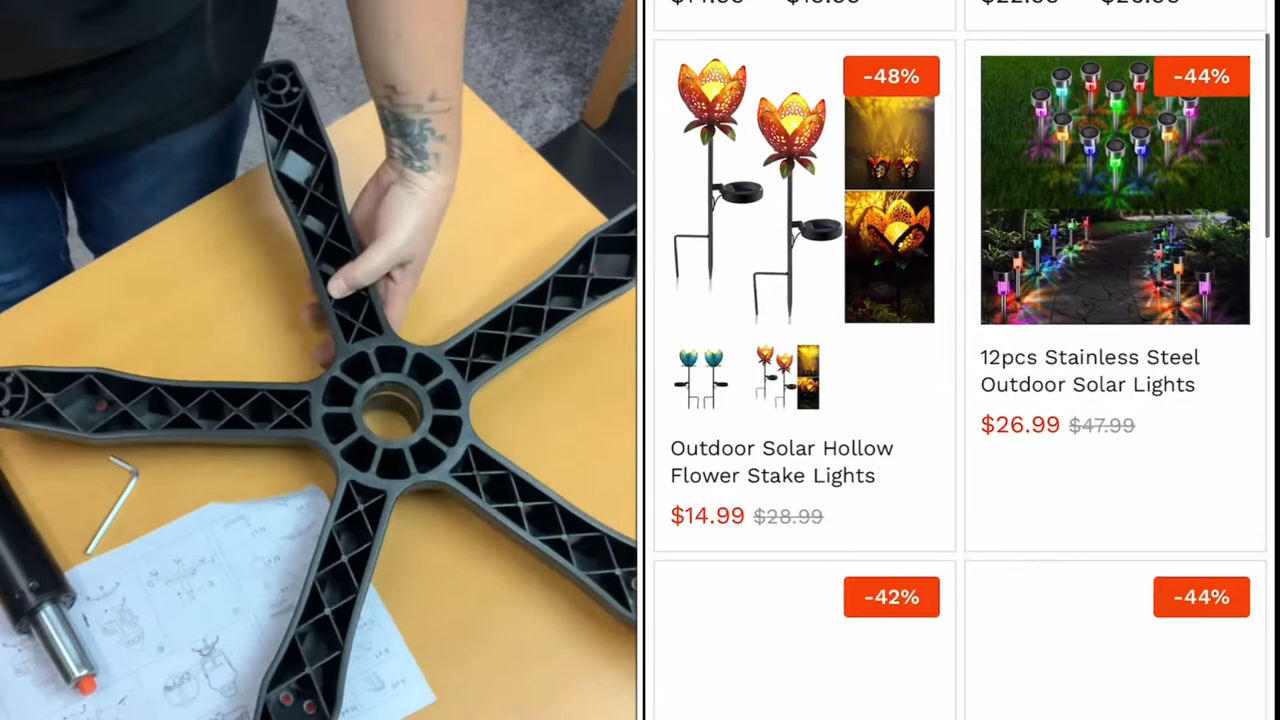 -48%
-44%
Outdoor Solar Hollow
Flower Stake Lights
$14.99 $28.99
12pcs Stainless Steel
Outdoor Solar Lights
$26.99 $47.99
-42%
-44%